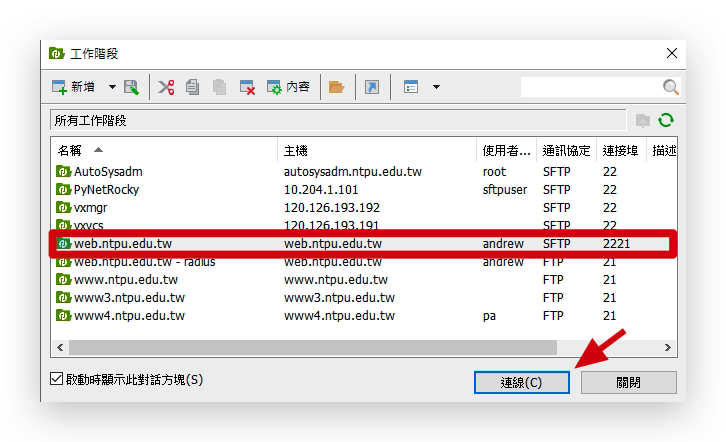 工作階段
新增 內容
所有工作階段
名稱 主機 使用者... 通訊協定 連接埠 描述
AutoSysadm autosysadm.ntpu.edu.tw root SFTP 22
PyNetRocky 10.204.1.101 sftpuser SFTP 22
vxmgr 120.126.193.192 SFTP 22
vxvcs 120.126.193.191 SFTP 22
web.ntpu.edu.tw web.ntpu.edu.tw andrew SFTP 2221
web.ntpu.edu.tw - radius web.ntpu.edu.tw andrew FTP 21
www.ntpu.edu.tw www.ntpu.edu.tw FTP 21
www3.ntpu.edu.tw www3.ntpu.edu.tw FTP 21
www4.ntpu.edu.tw www4.ntpu.edu.tw pa FTP 21
啟動時顯示此對話方塊(S) 連線(C) 關閉